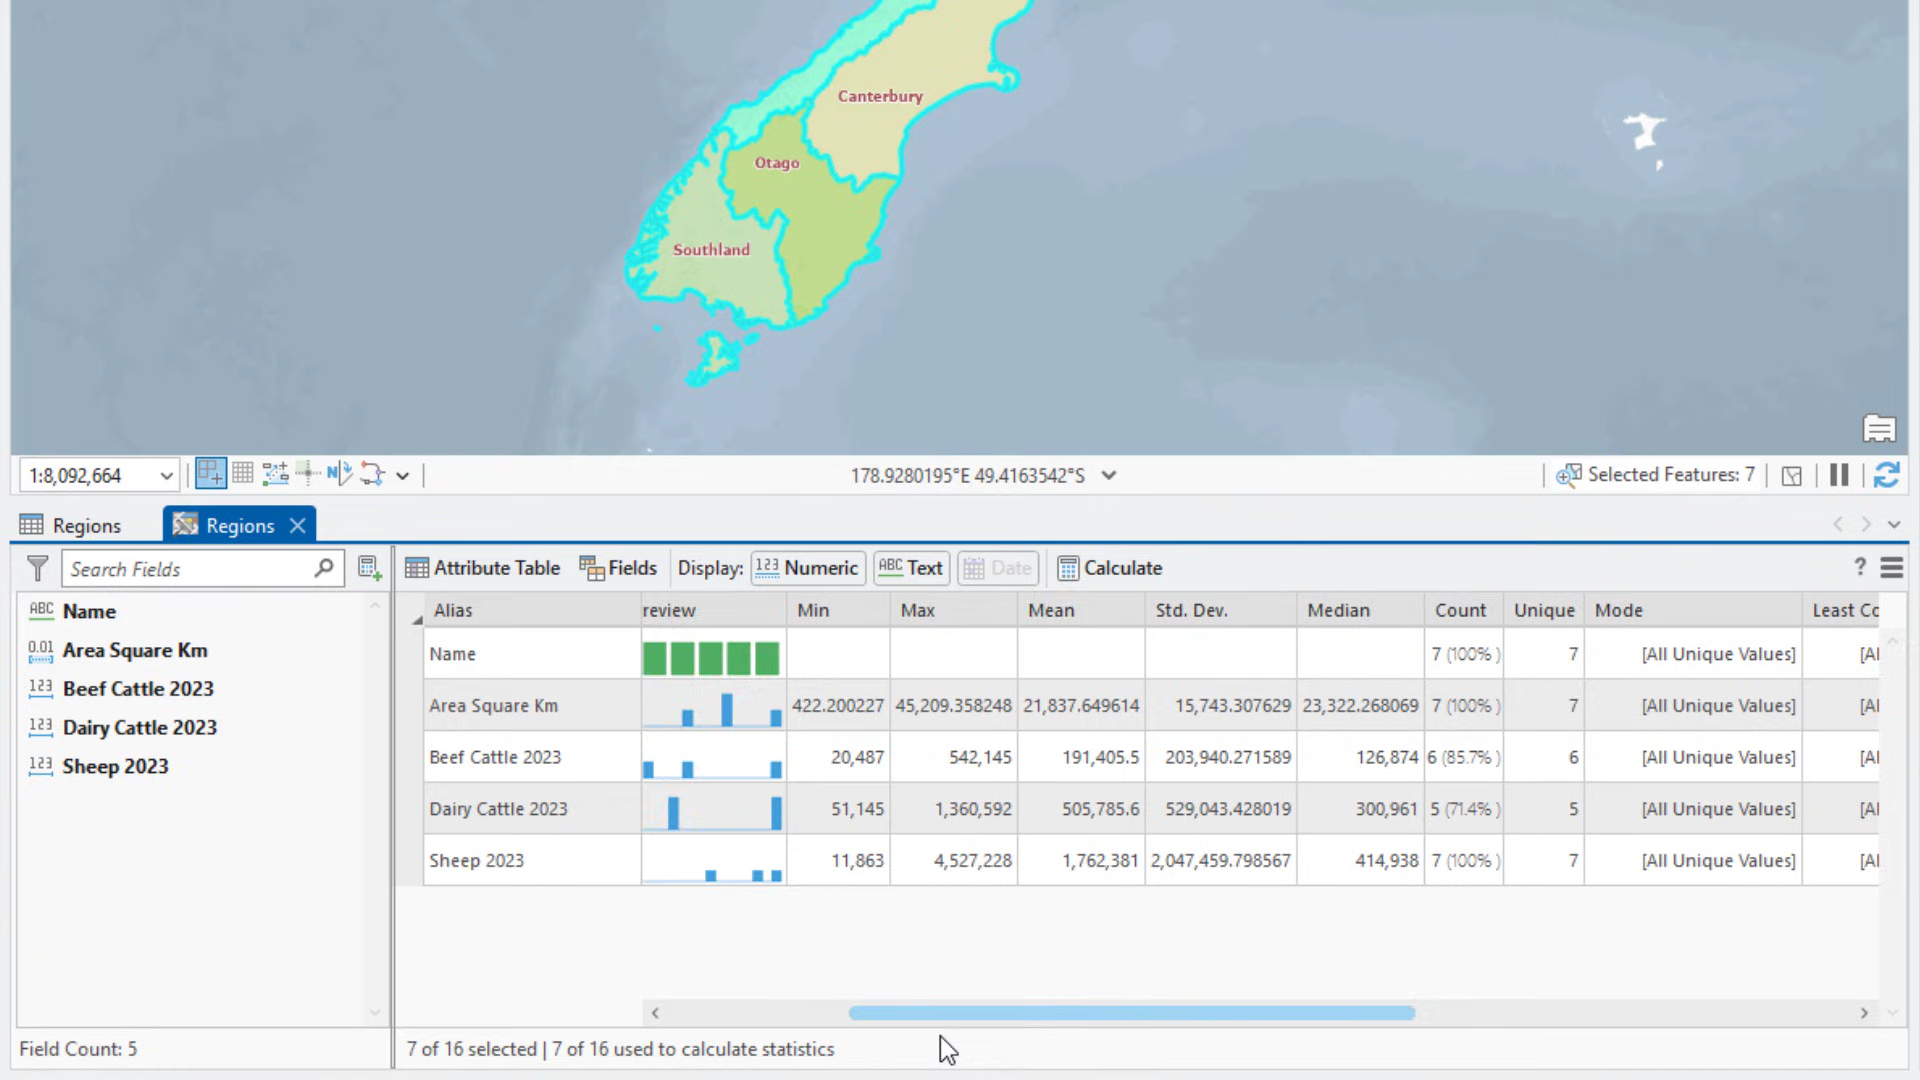 Canterbury
Otago
Southland
1:8,092,664
178.9280195°E 49.4163542°S
Selected Features: 7
Regions
Regions
Search Fields
Attribute Table
Fields
Display:
123 Numeric
ABC Text
Date
Calculate
?
ABC Name
0.01 Area Square Km
123 Beef Cattle 2023
123 Dairy Cattle 2023
123 Sheep 2023
Alias review Min Max Mean Std. Dev. Median Count Unique Mode Least Co
Name 7 (100% ) 7 [All Unique Values] [Al
Area Square Km 422.200227 45,209.358248 21,837.649614 15,743.307629 23,322.268069 7 (100% ) 7 [All Unique Values] [Al
Beef Cattle 2023 20,487 542,145 191,405.5 203,940.271589 126,874 6 (85.7% ) 6 [All Unique Values] [Al
Dairy Cattle 2023 51,145 1,360,592 505,785.6 529,043.428019 300,961 5 (71.4% ) 5 [All Unique Values] [Al
Sheep 2023 11,863 4,527,228 1,762,381 2,047,459.798567 414,938 7 (100% ) 7 [All Unique Values] [Al
Field Count: 5
7 of 16 selected | 7 of 16 used to calculate statistics